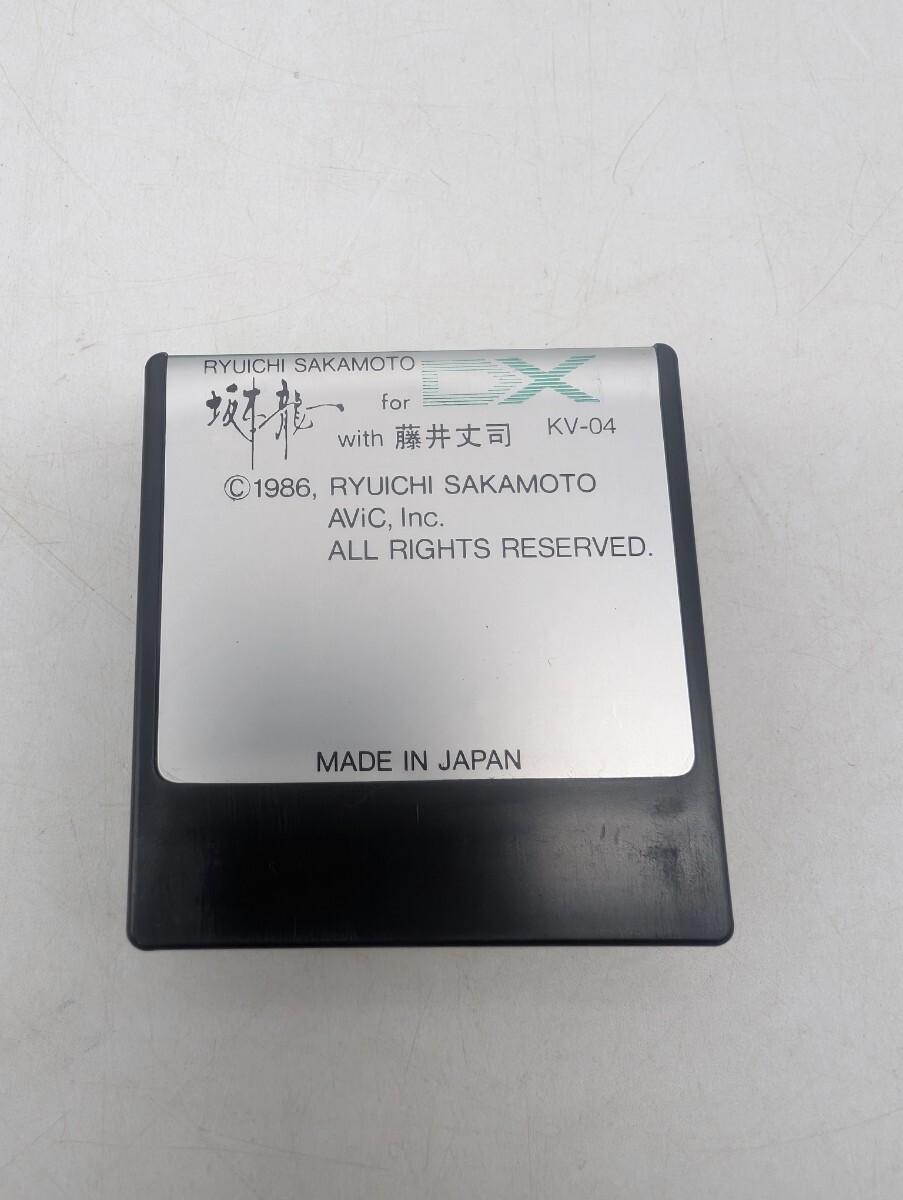 RYUICHI SAKAMOTO
坂本龍一 for DX
with 藤井丈司 KV-04
©1986, RYUICHI SAKAMOTO
AViC, Inc.
ALL RIGHTS RESERVED.
MADE IN JAPAN